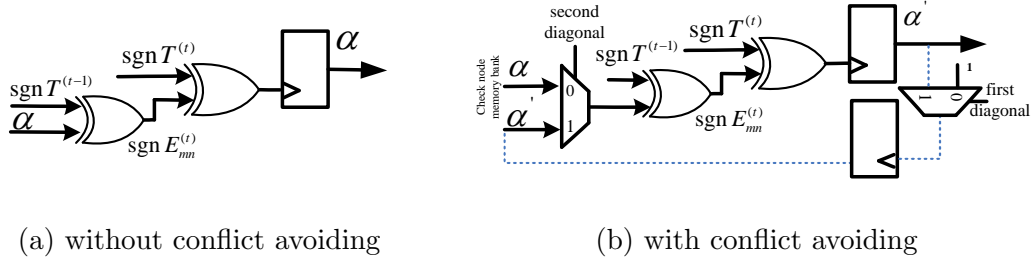 sgn T^(t)
sgn T^(t-1)
α
sgn E_mn^(t)
α
(a) without conflict avoiding
second
diagonal
sgn T^(t)
sgn T^(t-1)
Check node
memory bank
α
α'
0
1
sgn E_mn^(t)
α'
1
1
0
first
diagonal
(b) with conflict avoiding